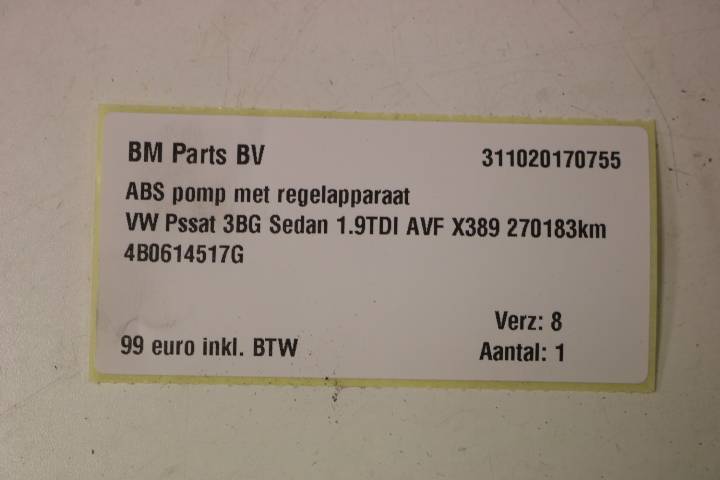 BM Parts BV 311020170755
ABS pomp met regelapparaat
VW Pssat 3BG Sedan 1.9TDI AVF X389 270183km
4B0614517G
Verz: 8
99 euro inkl. BTW Aantal: 1